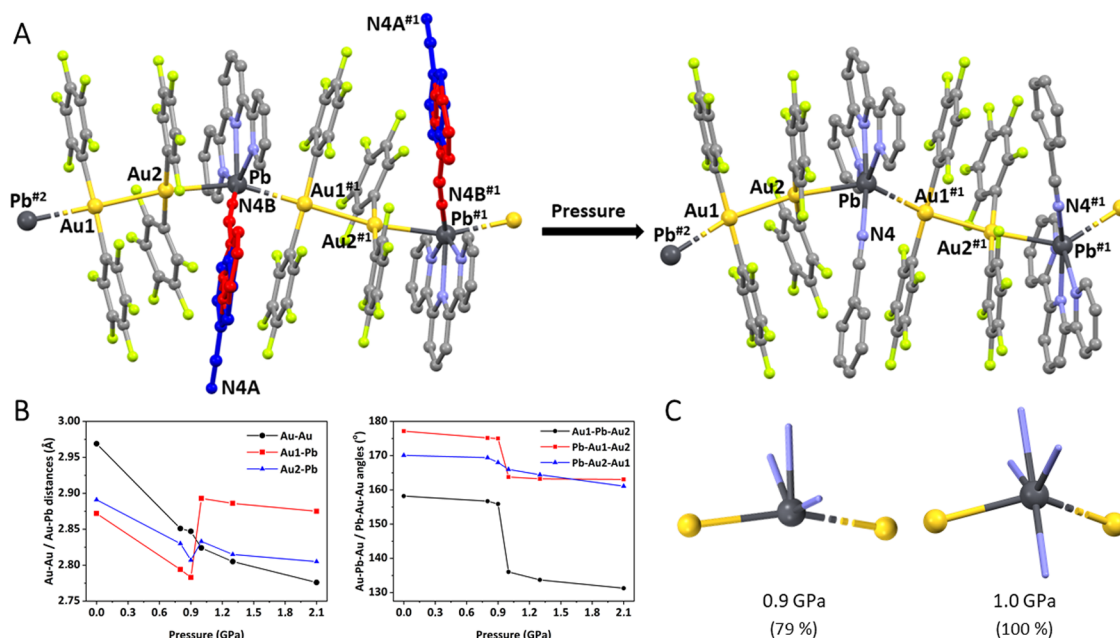 A
N4A#1
Au2
Pb
N4B
Au1#1
N4B#1
Pb#2
Au1
Au2#1
Pb#1
N4A
Pressure
Au2
Pb
Au1#1
Au1
N4
Au2#1
N4#1
Pb#2
Pb#1
B
Au-Au / Au-Pb distances (Å)
3.00
2.95
2.90
2.85
2.80
2.75
Au-Au
Au1-Pb
Au2-Pb
0.0 0.3 0.6 0.9 1.2 1.5 1.8 2.1
Pressure (GPa)
Au-Pb-Au / Pb-Au-Au angles (°)
180
170
160
150
140
130
Au1-Pb-Au2
Pb-Au1-Au2
Pb-Au2-Au1
0.0 0.3 0.6 0.9 1.2 1.5 1.8 2.1
Pressure (GPa)
C
0.9 GPa
(79 %)
1.0 GPa
(100 %)